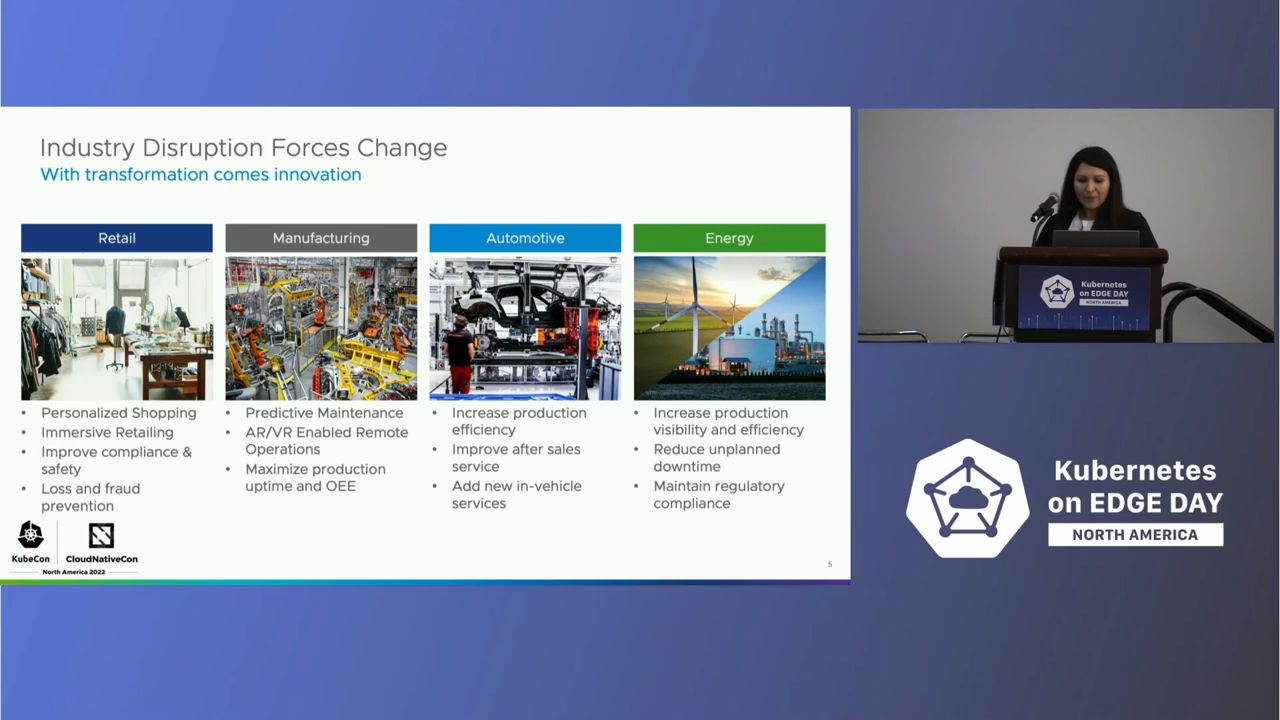 Industry Disruption Forces Change
With transformation comes innovation
Retail
Manufacturing
Automotive
Energy
• Personalized Shopping
• Immersive Retailing
• Improve compliance &
safety
• Loss and fraud
prevention
• Predictive Maintenance
• AR/VR Enabled Remote
Operations
• Maximize production
uptime and OEE
• Increase production
efficiency
• Improve after sales
service
• Add new in-vehicle
services
• Increase production
visibility and efficiency
• Reduce unplanned
downtime
• Maintain regulatory
compliance
KubeCon
CloudNativeCon
North America 2022
5
Kubernetes
on EDGE DAY
NORTH AMERICA
Kubernetes
on EDGE DAY
NORTH AMERICA